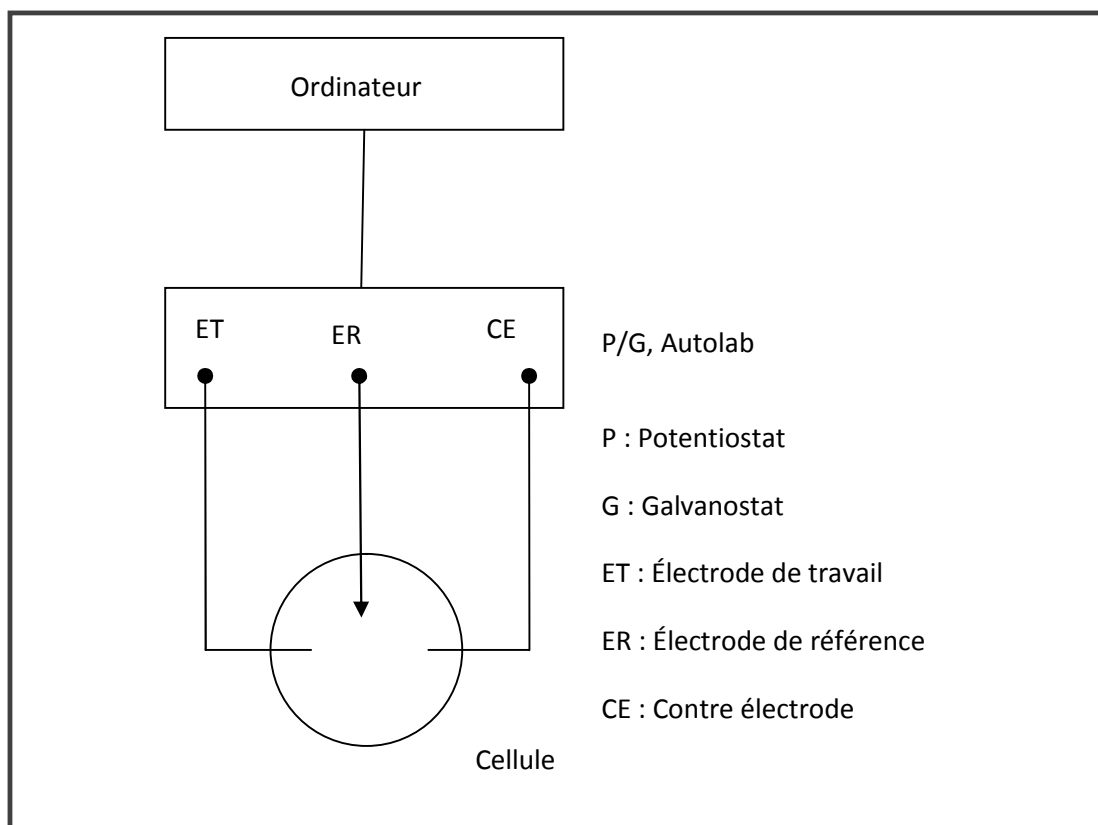 Ordinateur
ET
ER
CE
P/G, Autolab
P : Potentiostat
G : Galvanostat
ET : Électrode de travail
ER : Électrode de référence
CE : Contre électrode
Cellule